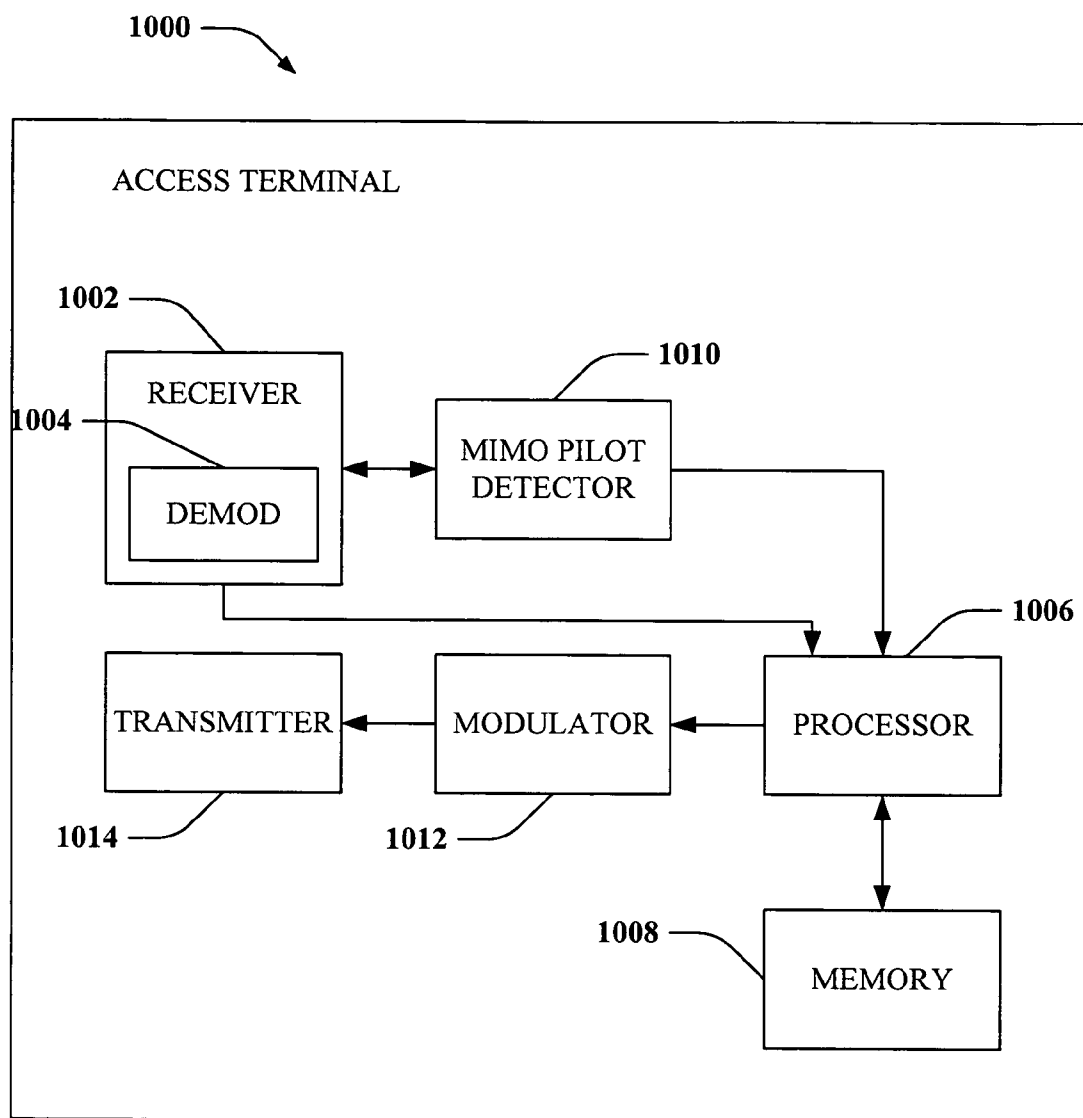 1000
ACCESS TERMINAL
1002
1010
RECEIVER
1004
MIMO PILOT
DETECTOR
DEMOD
1006
TRANSMITTER
MODULATOR
PROCESSOR
1014
1012
1008
MEMORY